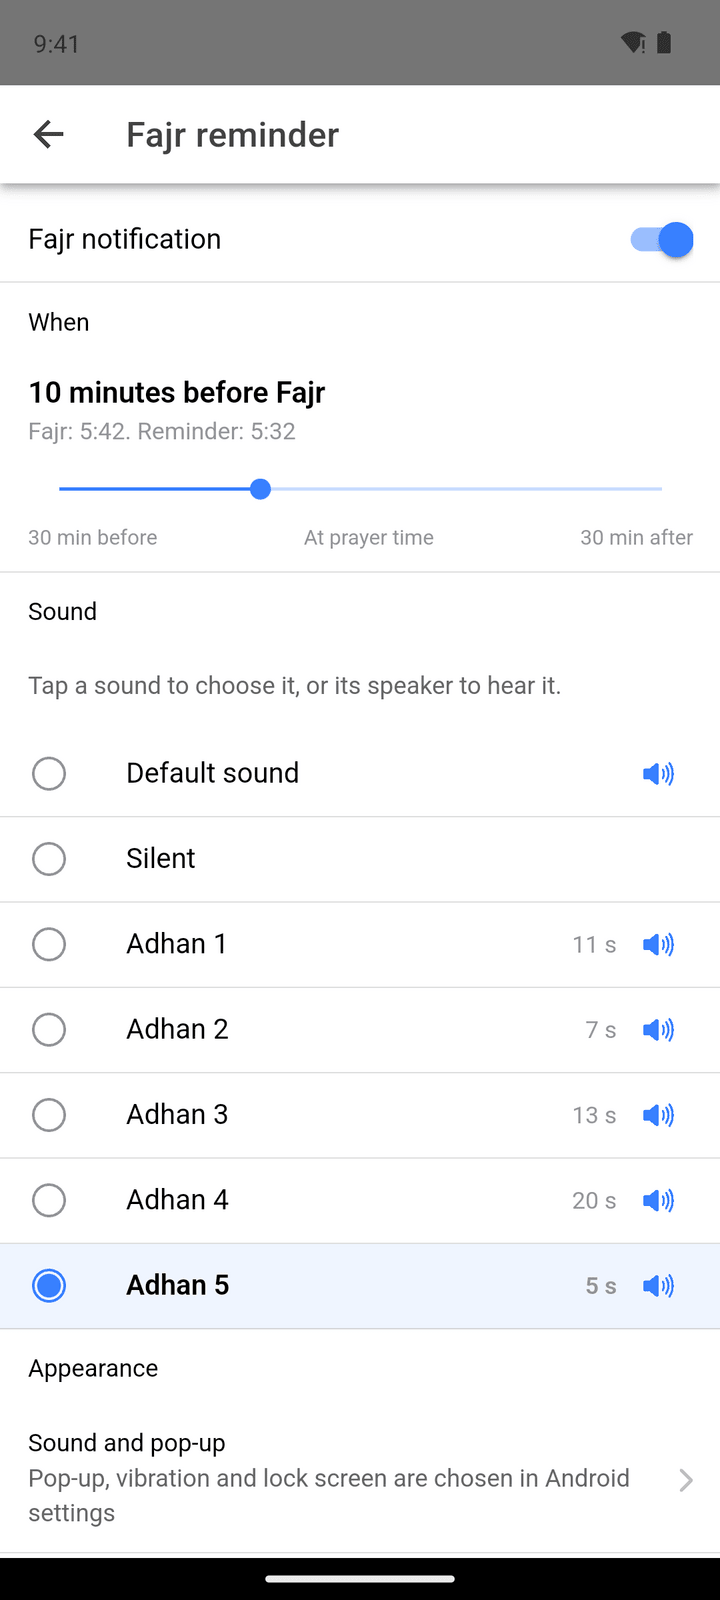 9:41
Fajr reminder
Fajr notification
When
10 minutes before Fajr
Fajr: 5:42. Reminder: 5:32
30 min before At prayer time 30 min after
Sound
Tap a sound to choose it, or its speaker to hear it.
Default sound
Silent
Adhan 1 11 s
Adhan 2 7 s
Adhan 3 13 s
Adhan 4 20 s
Adhan 5 5 s
Appearance
Sound and pop-up
Pop-up, vibration and lock screen are chosen in Android
settings